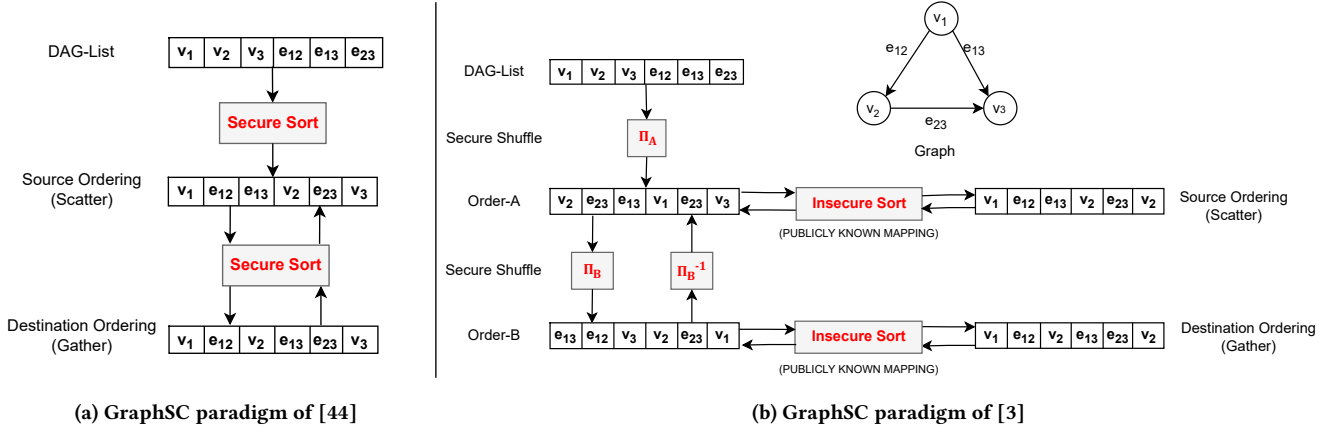 DAG-List
v1 v2 v3 e12 e13 e23
Secure Sort
Source Ordering
(Scatter)
v1 e12 e13 v2 e23 v3
Secure Sort
Destination Ordering
(Gather)
v1 e12 v2 e13 e23 v3
(a) GraphSC paradigm of [44]
DAG-List
v1 v2 v3 e12 e13 e23
v1
e12
e13
v2
v3
e23
Graph
Secure Shuffle
Π_A
Order-A
v2 e23 e13 v1 e23 v3
Insecure Sort
(PUBLICLY KNOWN MAPPING)
v1 e12 e13 v2 e23 v2
Source Ordering
(Scatter)
Secure Shuffle
Π_B
Π_B^-1
Order-B
e13 e12 v3 v2 e23 v1
Insecure Sort
(PUBLICLY KNOWN MAPPING)
v1 e12 v2 e13 e23 v2
Destination Ordering
(Gather)
(b) GraphSC paradigm of [3]